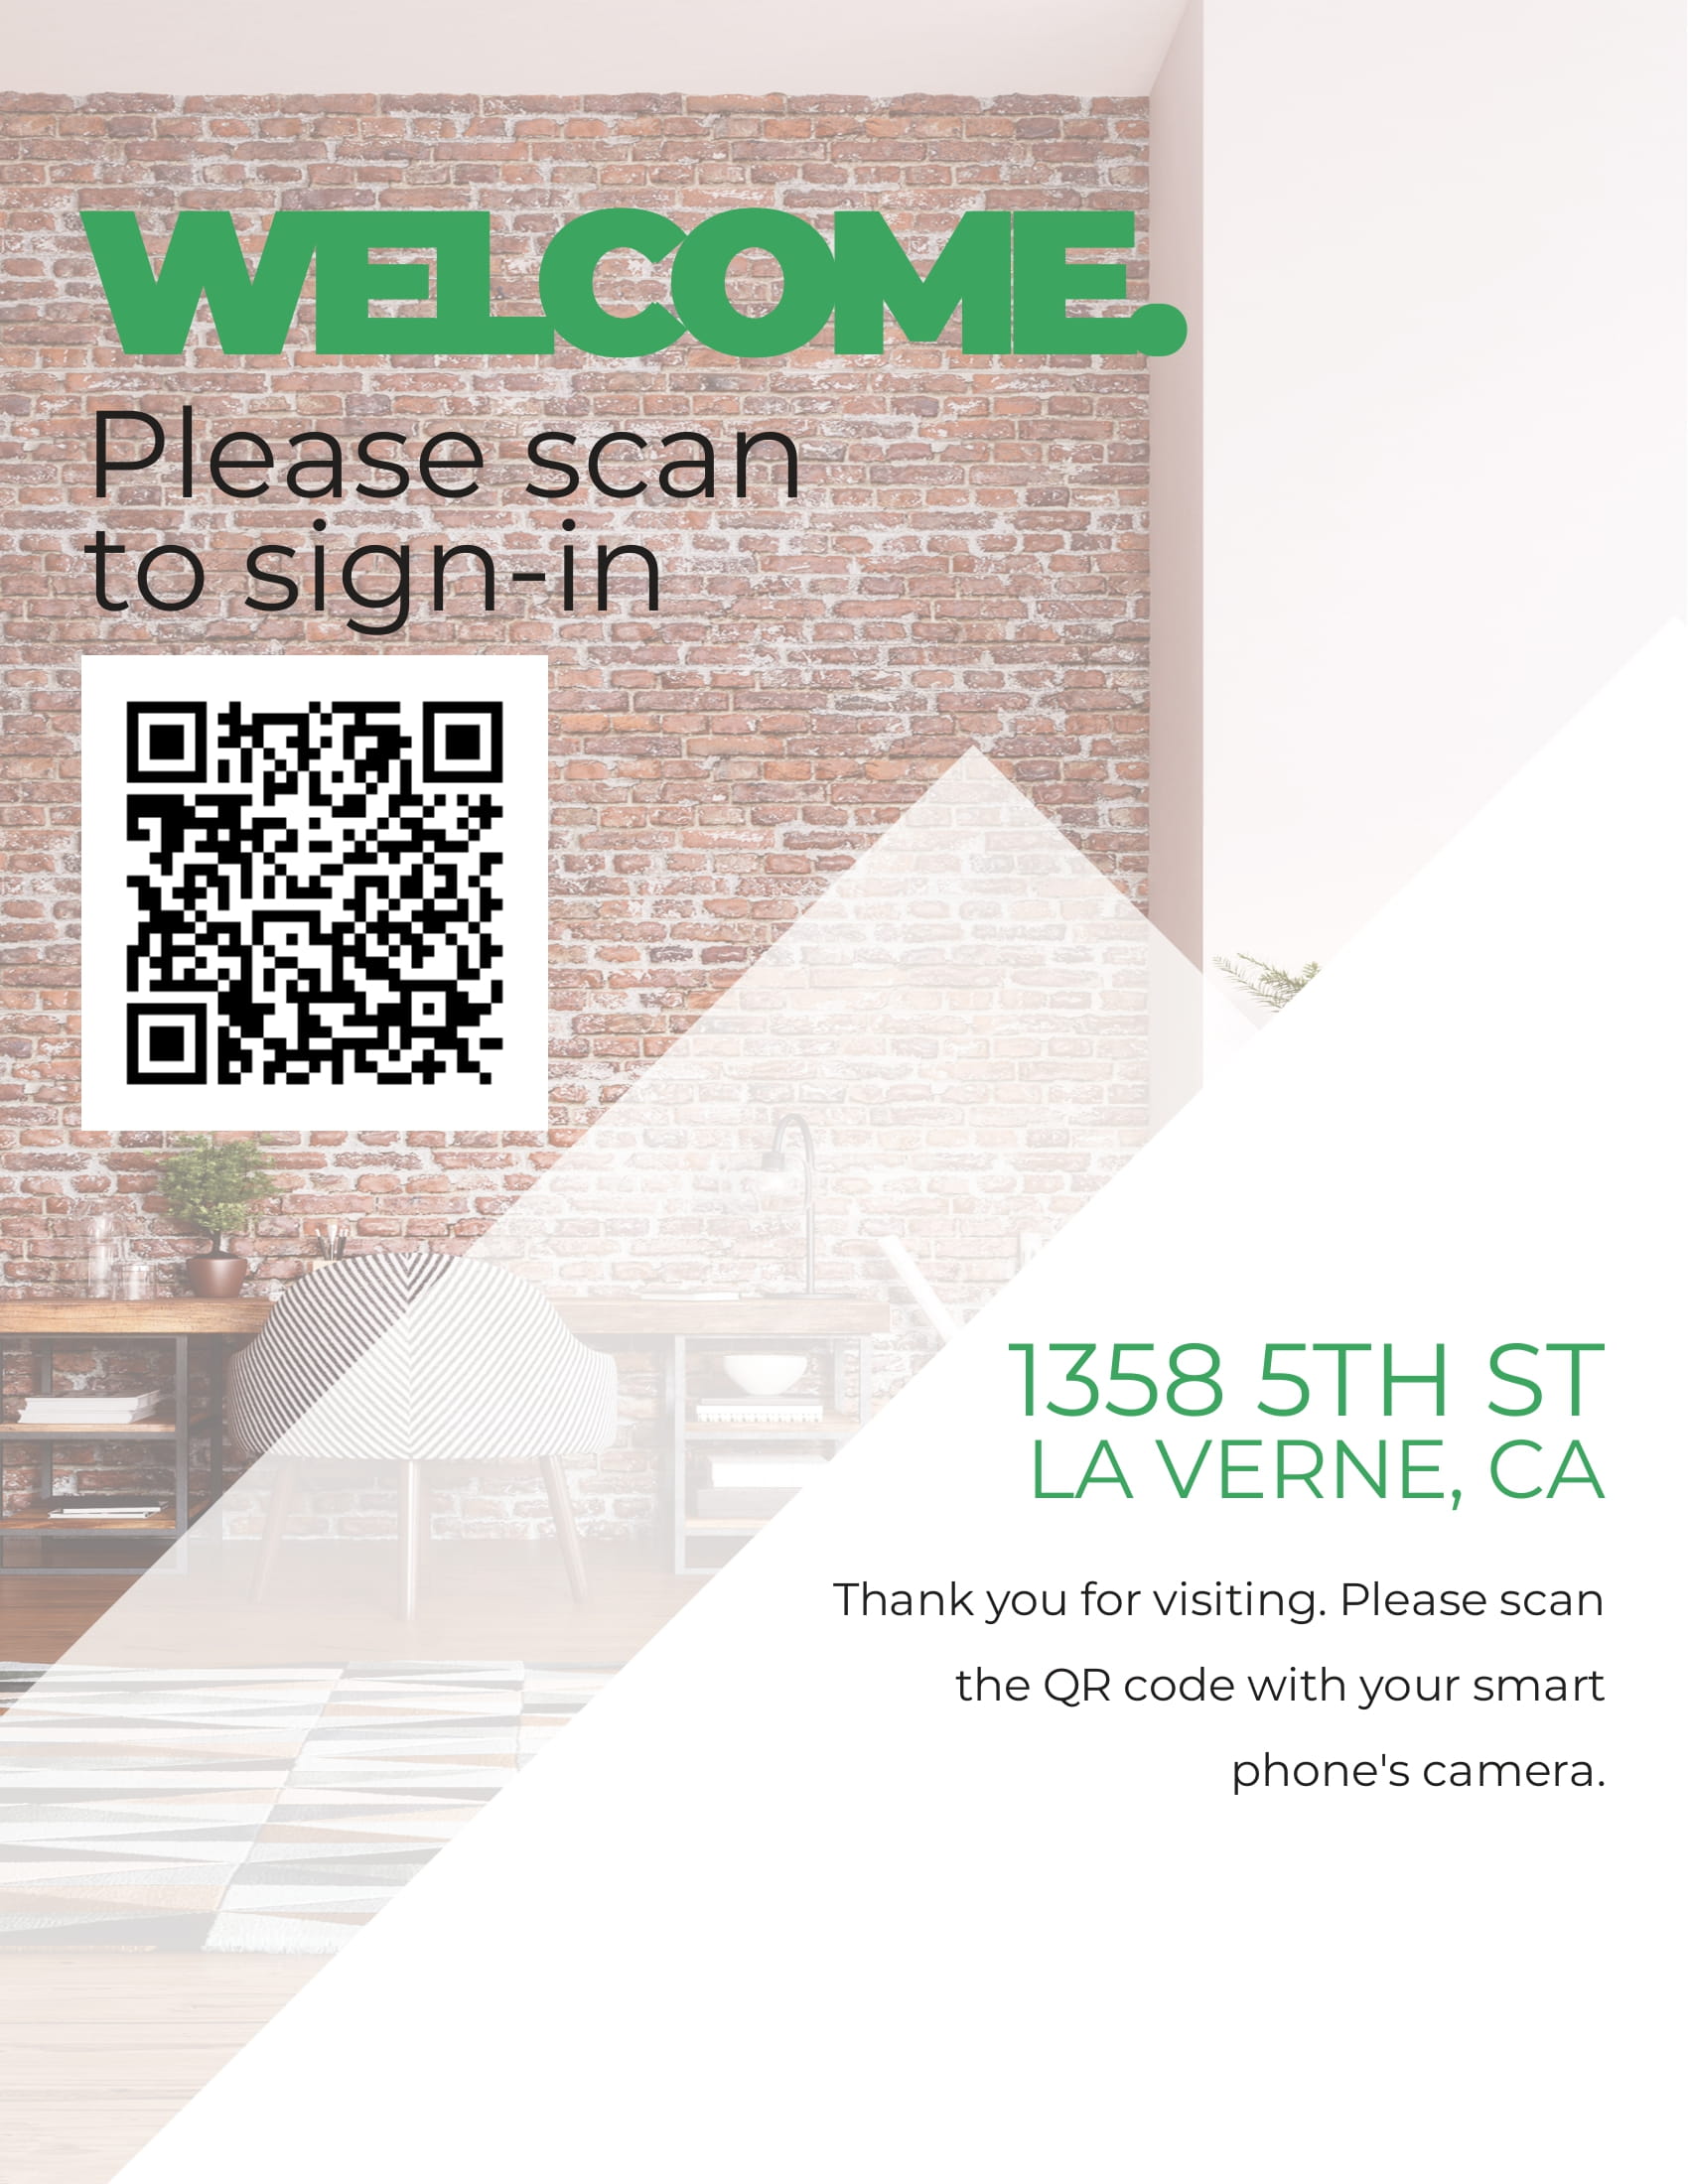 WELCOME.
Please scan
to sign-in
1358 5TH ST
LA VERNE, CA
Thank you for visiting. Please scan
the QR code with your smart
phone's camera.